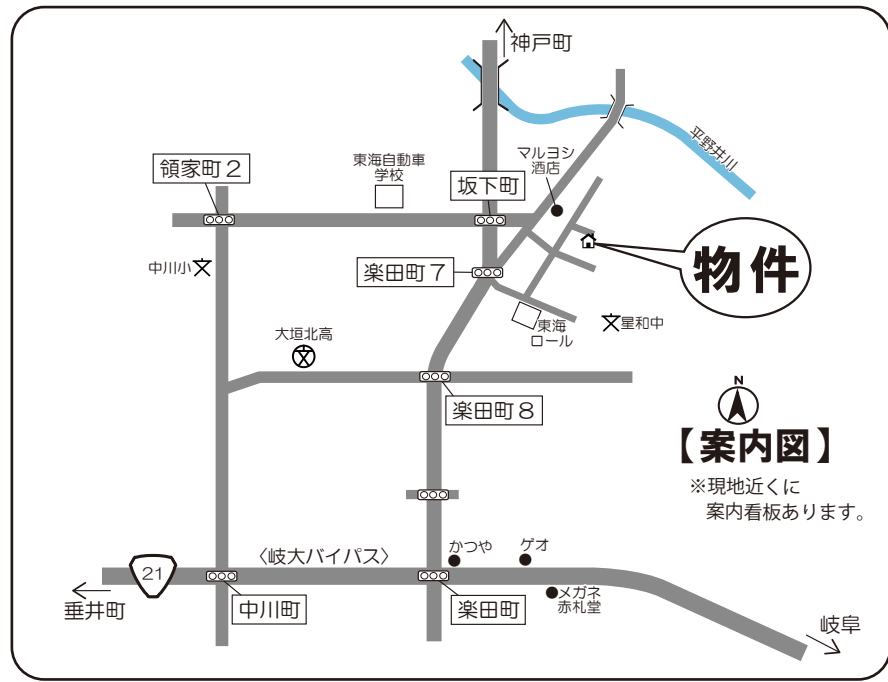 神戸町
平野井川
マルヨシ
酒店
東海自動車
学校
領家町2
坂下町
物件
楽田町7
中川小
東海
ロール
星和中
大垣北高
楽田町8
N
【案内図】
※現地近くに
案内看板あります。
〈岐大バイパス〉
かつや
ゲオ
21
垂井町
中川町
楽田町
メガネ
赤札堂
岐阜